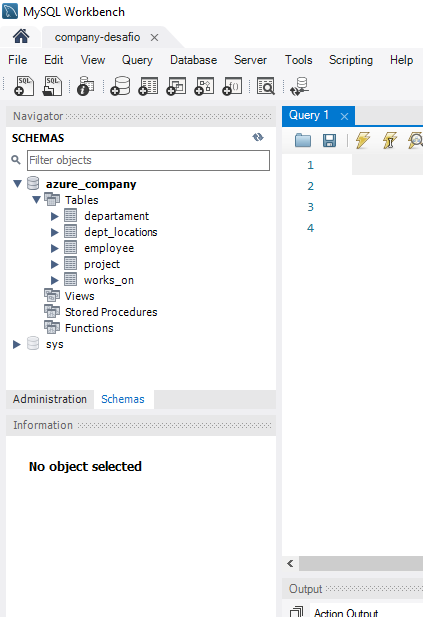 MySQL Workbench
company-desafio
File Edit View Query Database Server Tools Scripting Help
SQL SQL
Navigator
SCHEMAS
Filter objects
azure_company
Tables
departament
dept_locations
employee
project
works_on
Views
Stored Procedures
Functions
sys
Administration Schemas
Information
No object selected
Query 1
1
2
3
4
Output
Action Output